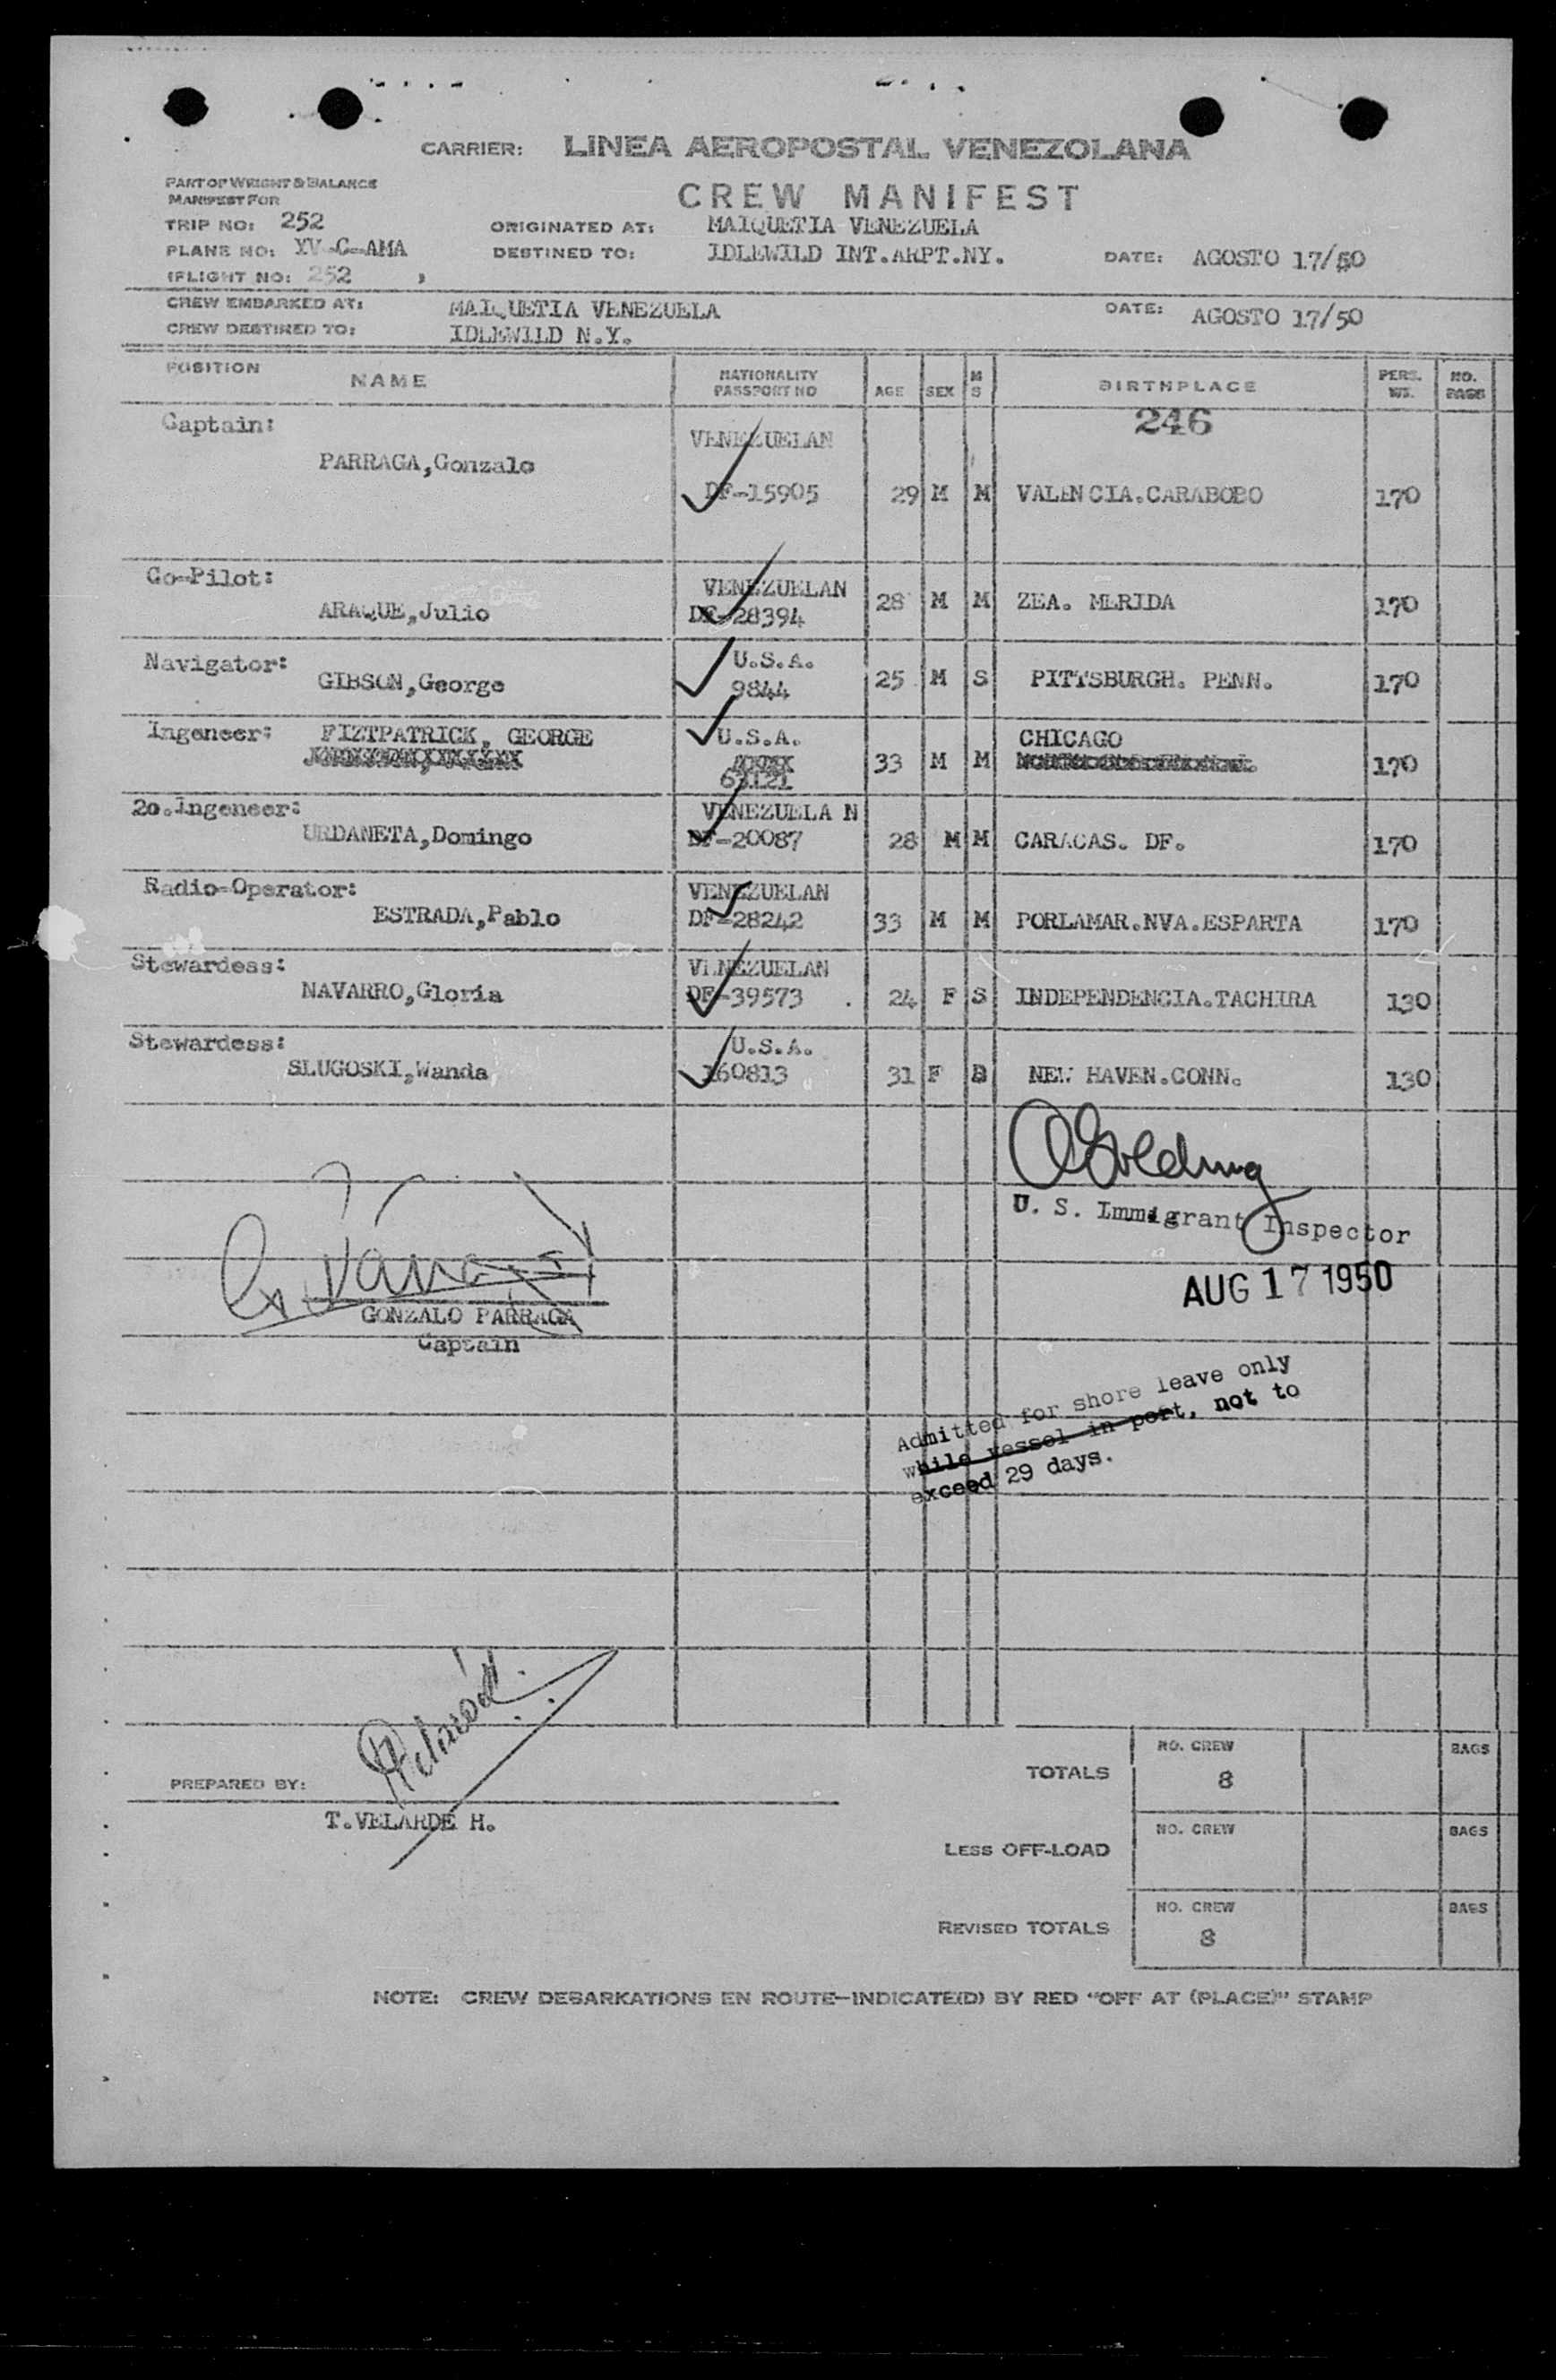 CARRIER: LINEA AEROPOSTAL VENEZOLANA
PART OF WEIGHT & BALANCE
MANIFEST FOR
CREW MANIFEST
TRIP NO: 252 ORIGINATED AT: MAIQUETIA VENEZUELA
PLANE NO: YV-C-AMA DESTINED TO: IDLEWILD INT.ARPT.NY. DATE: AGOSTO 17/50
(FLIGHT NO: 252 )
CREW EMBARKED AT: MAIQUETIA VENEZUELA DATE: AGOSTO 17/50
CREW DESTINED TO: IDLEWILD N.Y.
POSITION NAME NATIONALITY PASSPORT NO AGE SEX M S BIRTHPLACE PERS. WT. NO. BAGS
246
Captain: VENEZUELAN
PARRAGA,Gonzalo
DF-15905 29 M M VALENCIA.CARABOBO 170
Co-Pilot: VENEZUELAN
ARAQUE,Julio DF-28394 28 M M ZEA. MERIDA 170
Navigator: U.S.A.
GIBSON,George 9844 25 M S PITTSBURGH. PENN. 170
Ingeneer: FIZTPATRICK, GEORGE U.S.A. CHICAGO
63121 33 M M 170
2o.Ingeneer: VENEZUELA N
URDANETA,Domingo DF-20087 28 M M CARACAS. DF. 170
Radio-Operator: VENEZUELAN
ESTRADA,Pablo DF-28242 33 M M PORLAMAR.NVA.ESPARTA 170
Stewardess: VENEZUELAN
NAVARRO,Gloria DF-39573 . 24 F S INDEPENDENCIA.TACHIRA 130
Stewardess: U.S.A.
SLUGOSKI,Wanda 160813 31 F NEW HAVEN.CONN. 130
U. S. Immigrant Inspector
AUG 17 1950
GONZALO PARRAGA
Captain
Admitted for shore leave only
while vessel in port, not to
exceed 29 days.
PREPARED BY:
T.VELARDE H.
TOTALS NO. CREW 8 BAGS
LESS OFF-LOAD NO. CREW BAGS
REVISED TOTALS NO. CREW 8 BAGS
NOTE: CREW DEBARKATIONS EN ROUTE—INDICATE(D) BY RED "OFF AT (PLACE)" STAMP